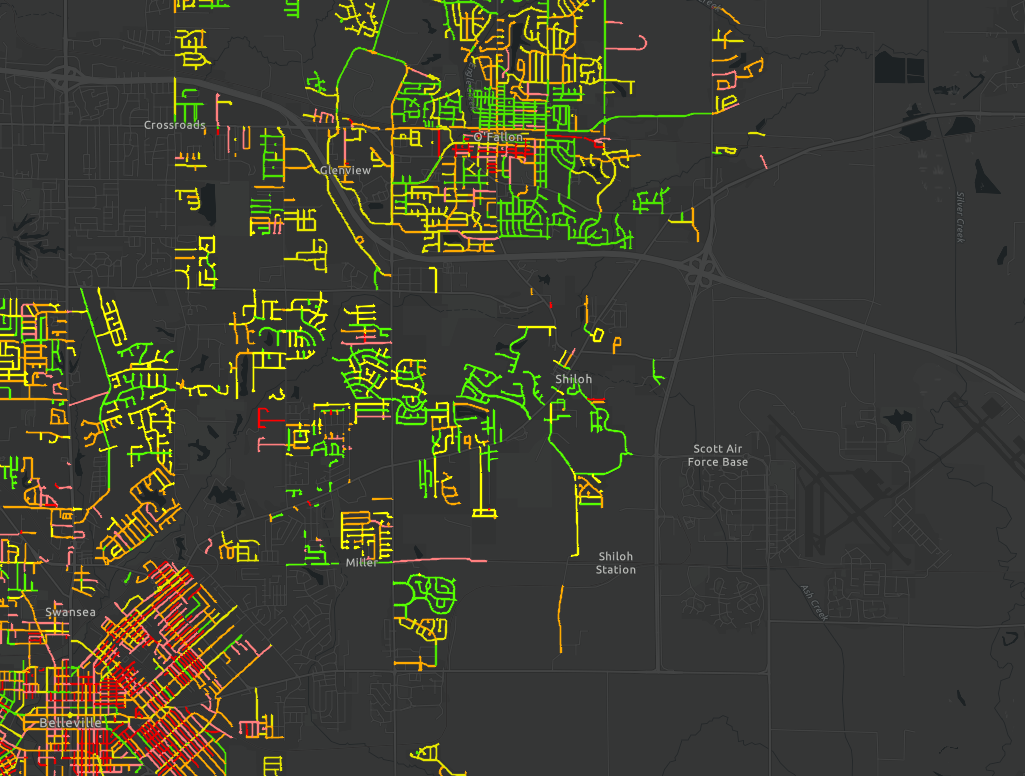 Crossroads
O'Fallon
Glenview
Silver Creek
Shiloh
Scott Air
Force Base
Miller
Shiloh
Station
Ash Creek
Swansea
Belleville